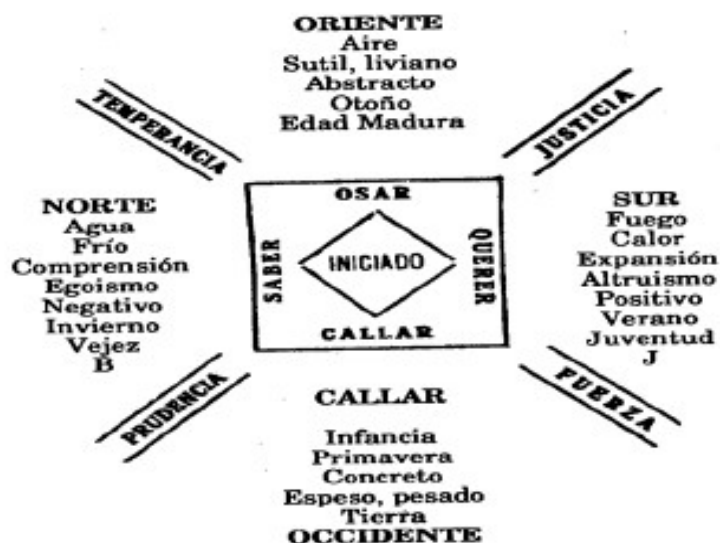 ORIENTE
Aire
Sutil, liviano
Abstracto
Otoño
Edad Madura
TEMPERANCIA
JUSTICIA
NORTE
Agua
Frío
Comprensión
Egoismo
Negativo
Invierno
Vejez
B
OSAR
SABER
INICIADO
QUERER
CALLAR
SUR
Fuego
Calor
Expansión
Altruismo
Positivo
Verano
Juventud
J
PRUDENCIA
FUERZA
CALLAR
Infancia
Primavera
Concreto
Espeso, pesado
Tierra
OCCIDENTE